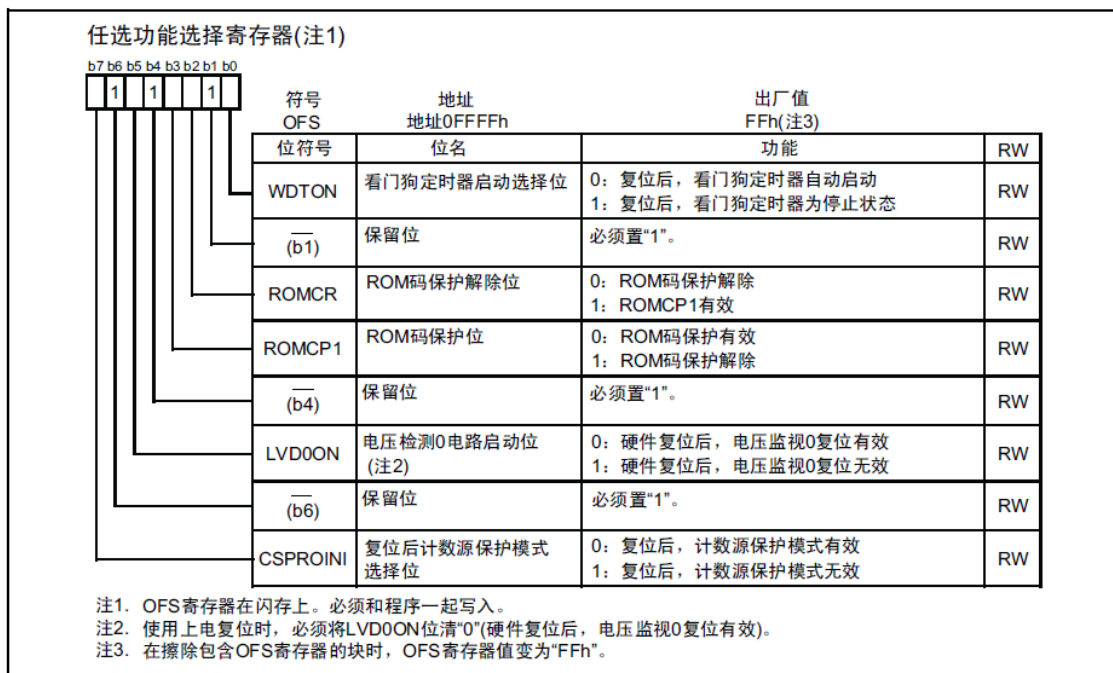 任选功能选择寄存器(注1)
b7 b6 b5 b4 b3 b2 b1 b0
1 1 1
符号 地址 出厂值
OFS 地址0FFFFh FFh(注3)
位符号 位名 功能 RW
WDTON 看门狗定时器启动选择位 0：复位后，看门狗定时器自动启动 RW
1：复位后，看门狗定时器为停止状态
(b1) 保留位 必须置“1”。 RW
ROMCR ROM码保护解除位 0：ROM码保护解除 RW
1：ROMCP1有效
ROMCP1 ROM码保护位 0：ROM码保护有效 RW
1：ROM码保护解除
(b4) 保留位 必须置“1”。 RW
LVD0ON 电压检测0电路启动位 0：硬件复位后，电压监视0复位有效 RW
(注2) 1：硬件复位后，电压监视0复位无效
(b6) 保留位 必须置“1”。 RW
CSPROINI 复位后计数源保护模式 0：复位后，计数源保护模式有效 RW
选择位 1：复位后，计数源保护模式无效
注1. OFS寄存器在闪存上。必须和程序一起写入。
注2. 使用上电复位时，必须将LVD0ON位清“0”(硬件复位后，电压监视0复位有效)。
注3. 在擦除包含OFS寄存器的块时，OFS寄存器值变为“FFh”。